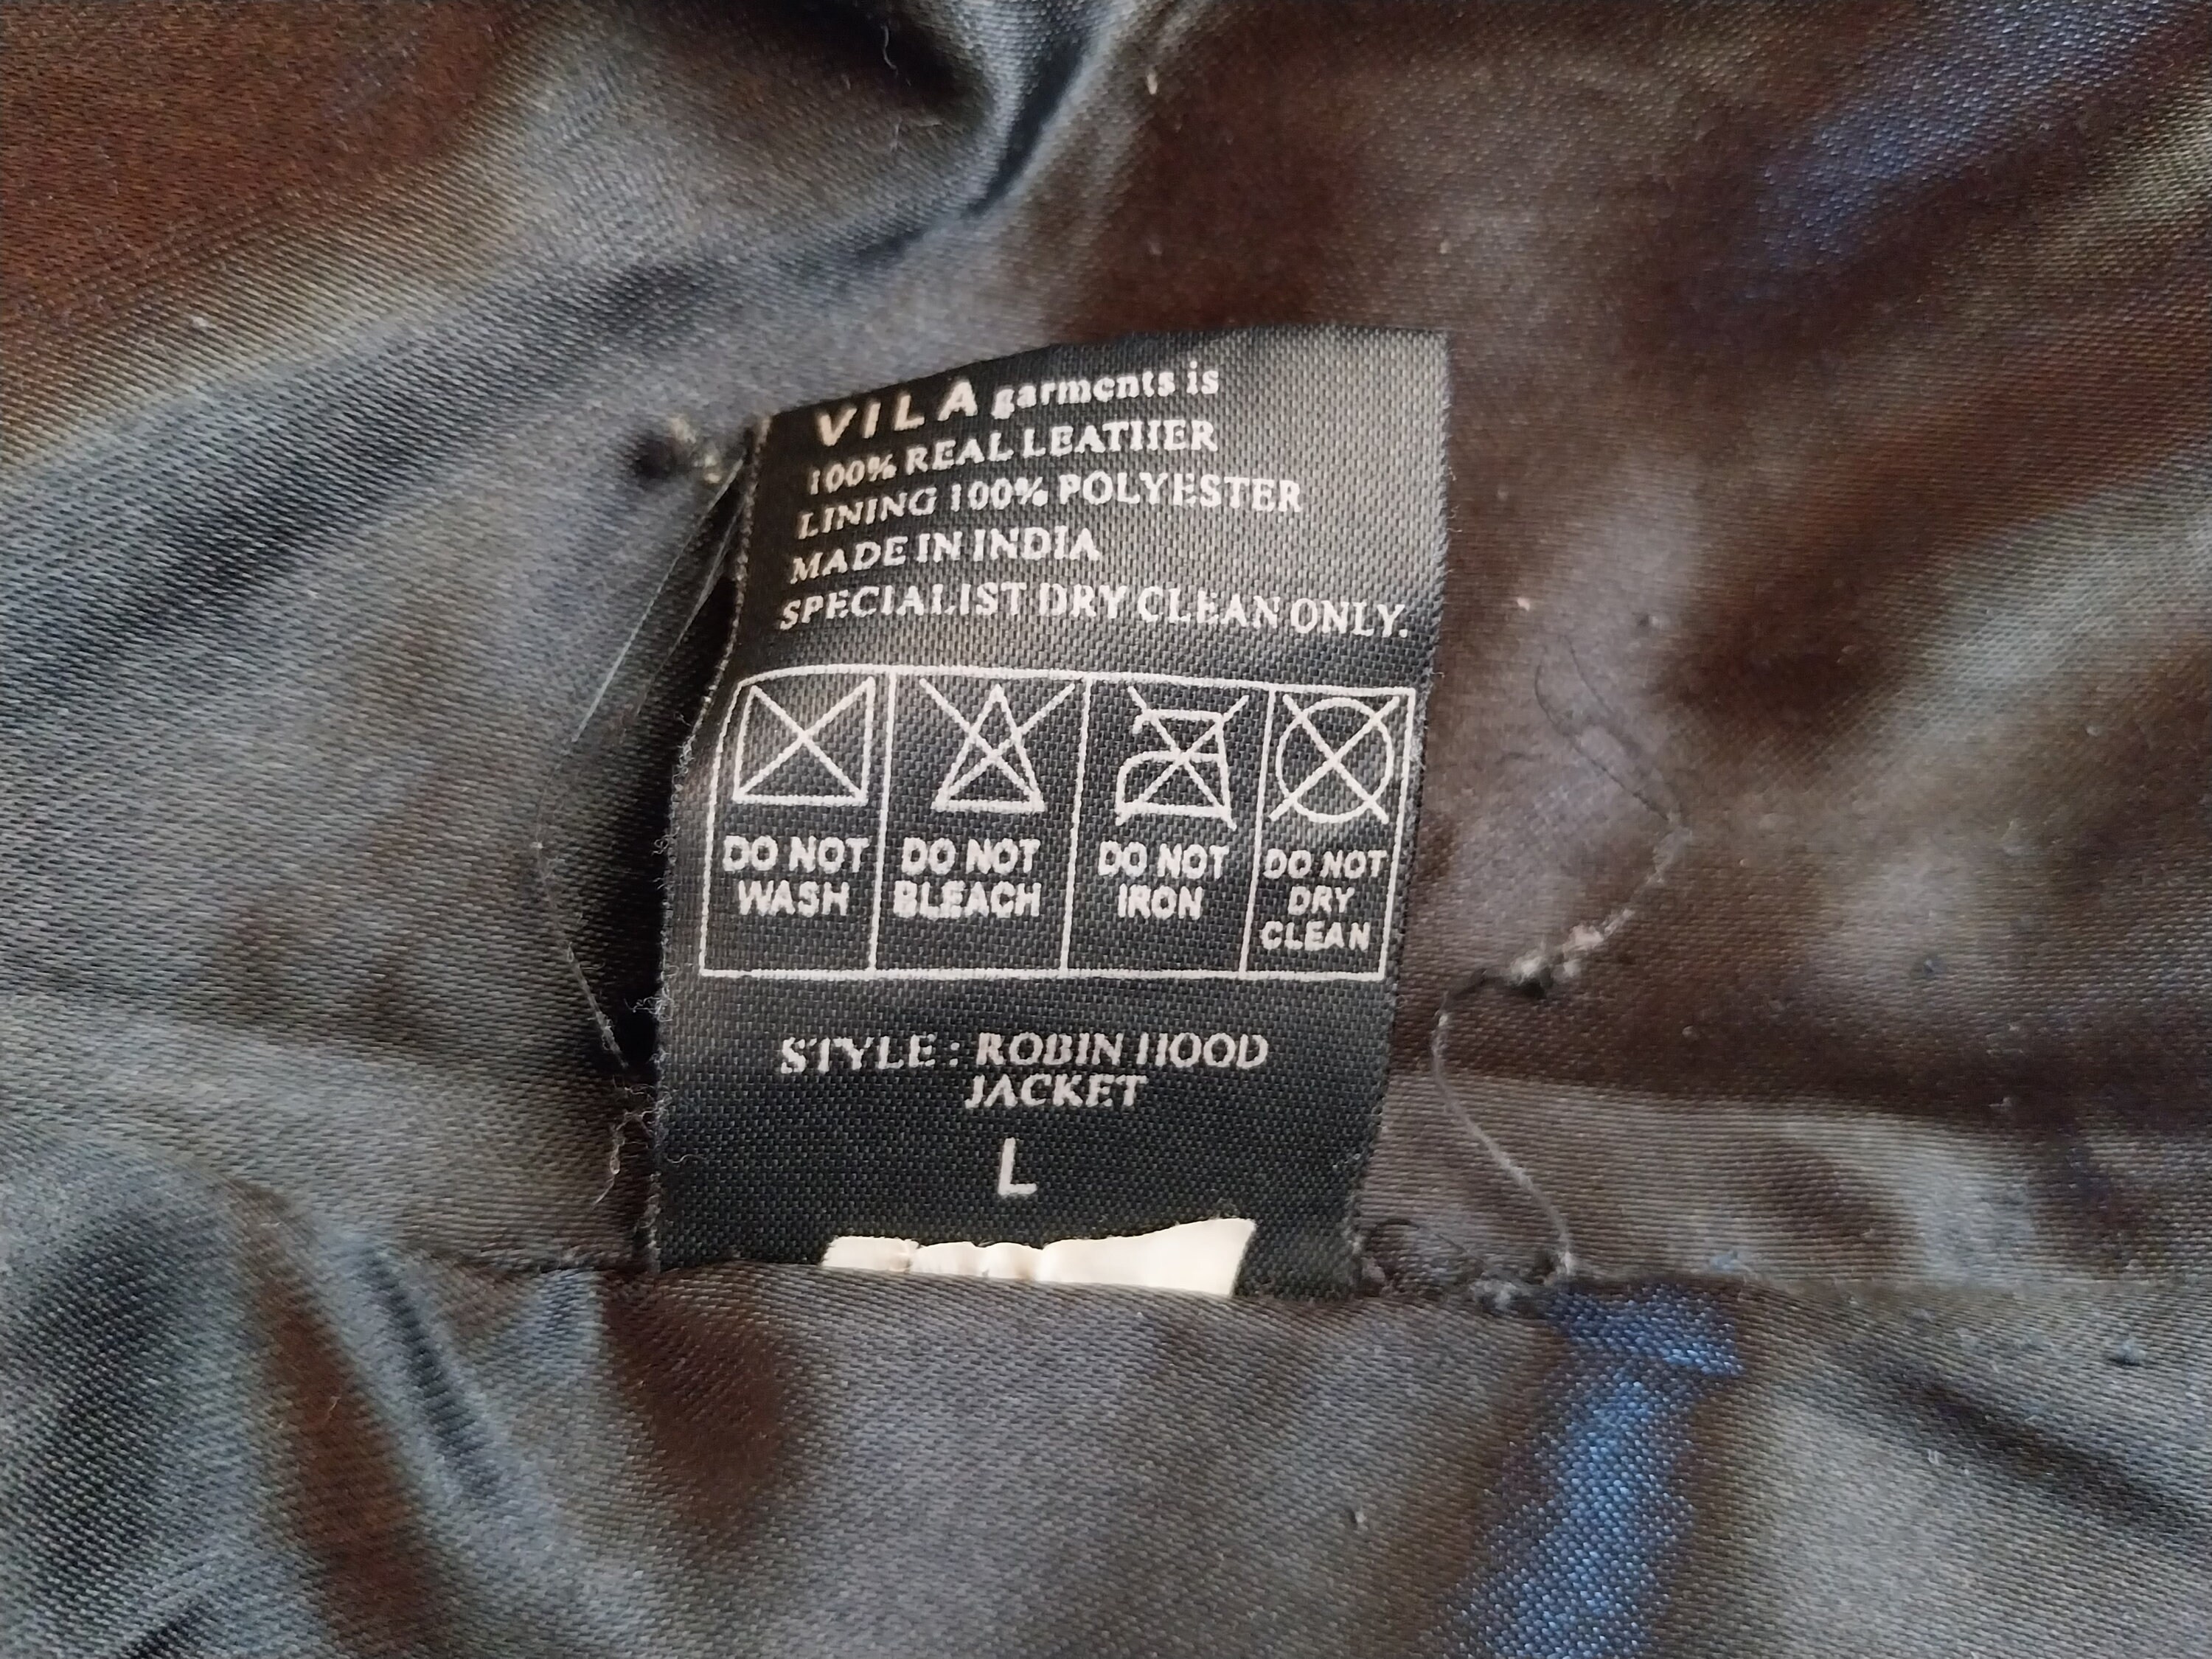 VILA garments is
100% REAL LEATHER
LINING 100% POLYESTER
MADE IN INDIA
SPECIALIST DRY CLEAN ONLY.
DO NOT
WASH
DO NOT
BLEACH
DO NOT
IRON
DO NOT
DRY
CLEAN
STYLE : ROBIN HOOD
JACKET
L